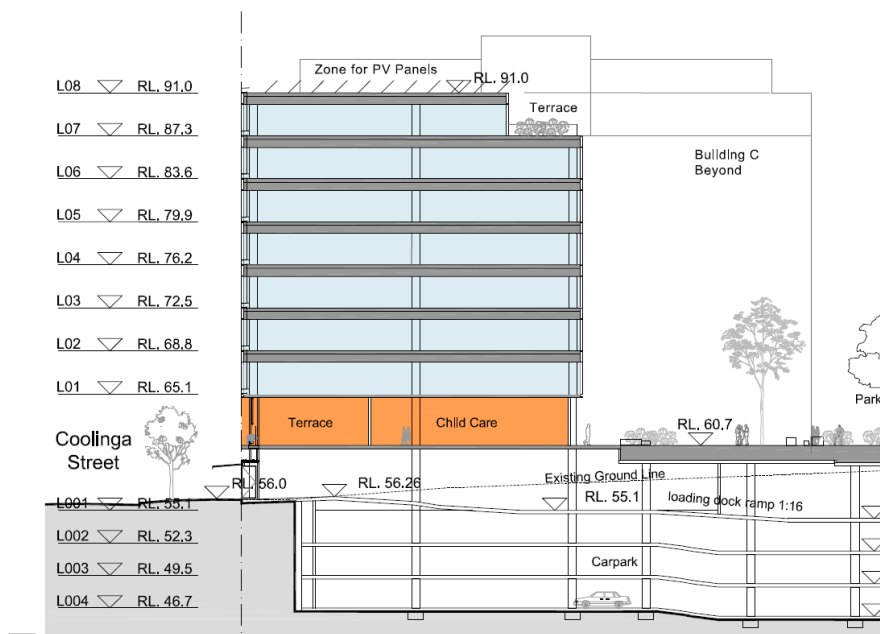 Zone for PV Panels
RL. 91.0
L08 RL. 91.0
Terrace
L07 RL. 87.3
Building C
Beyond
L06 RL. 83.6
L05 RL. 79.9
L04 RL. 76.2
L03 RL. 72.5
L02 RL. 68.8
L01 RL. 65.1
Park
Terrace
Child Care
RL. 60.7
Coolinga
Street
Existing Ground Line
RL. 56.0
RL. 56.26
RL. 55.1
loading dock ramp 1:16
L001 RL. 55.1
L002 RL. 52.3
Carpark
L003 RL. 49.5
L004 RL. 46.7